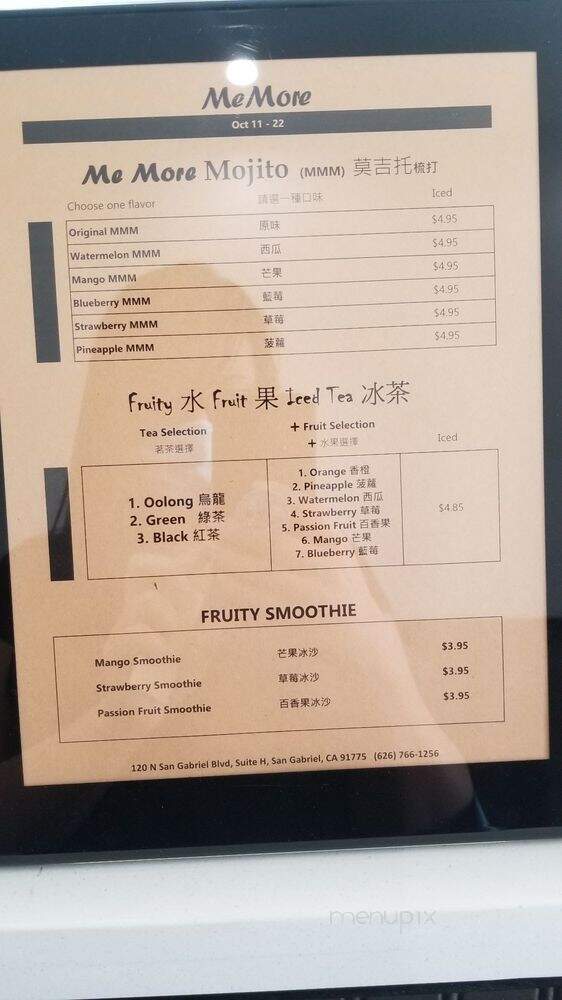 MeMore
Oct 11 - 22
Me More Mojito (MMM) 莫吉托梳打
Choose one flavor 請選一種口味 Iced
Original MMM 原味 $4.95
Watermelon MMM 西瓜 $4.95
Mango MMM 芒果 $4.95
Blueberry MMM 藍莓 $4.95
Strawberry MMM 草莓 $4.95
Pineapple MMM 菠蘿 $4.95
Fruity 水 Fruit 果 Iced Tea 冰茶
Tea Selection + Fruit Selection
茗茶選擇 + 水果選擇 Iced
1. Oolong 烏龍
2. Green 綠茶
3. Black 紅茶
1. Orange 香橙
2. Pineapple 菠蘿
3. Watermelon 西瓜
4. Strawberry 草莓
5. Passion Fruit 百香果
6. Mango 芒果
7. Blueberry 藍莓
$4.85
FRUITY SMOOTHIE
Mango Smoothie 芒果冰沙 $3.95
Strawberry Smoothie 草莓冰沙 $3.95
Passion Fruit Smoothie 百香果冰沙 $3.95
120 N San Gabriel Blvd, Suite H, San Gabriel, CA 91775 (626) 766-1256
menupix